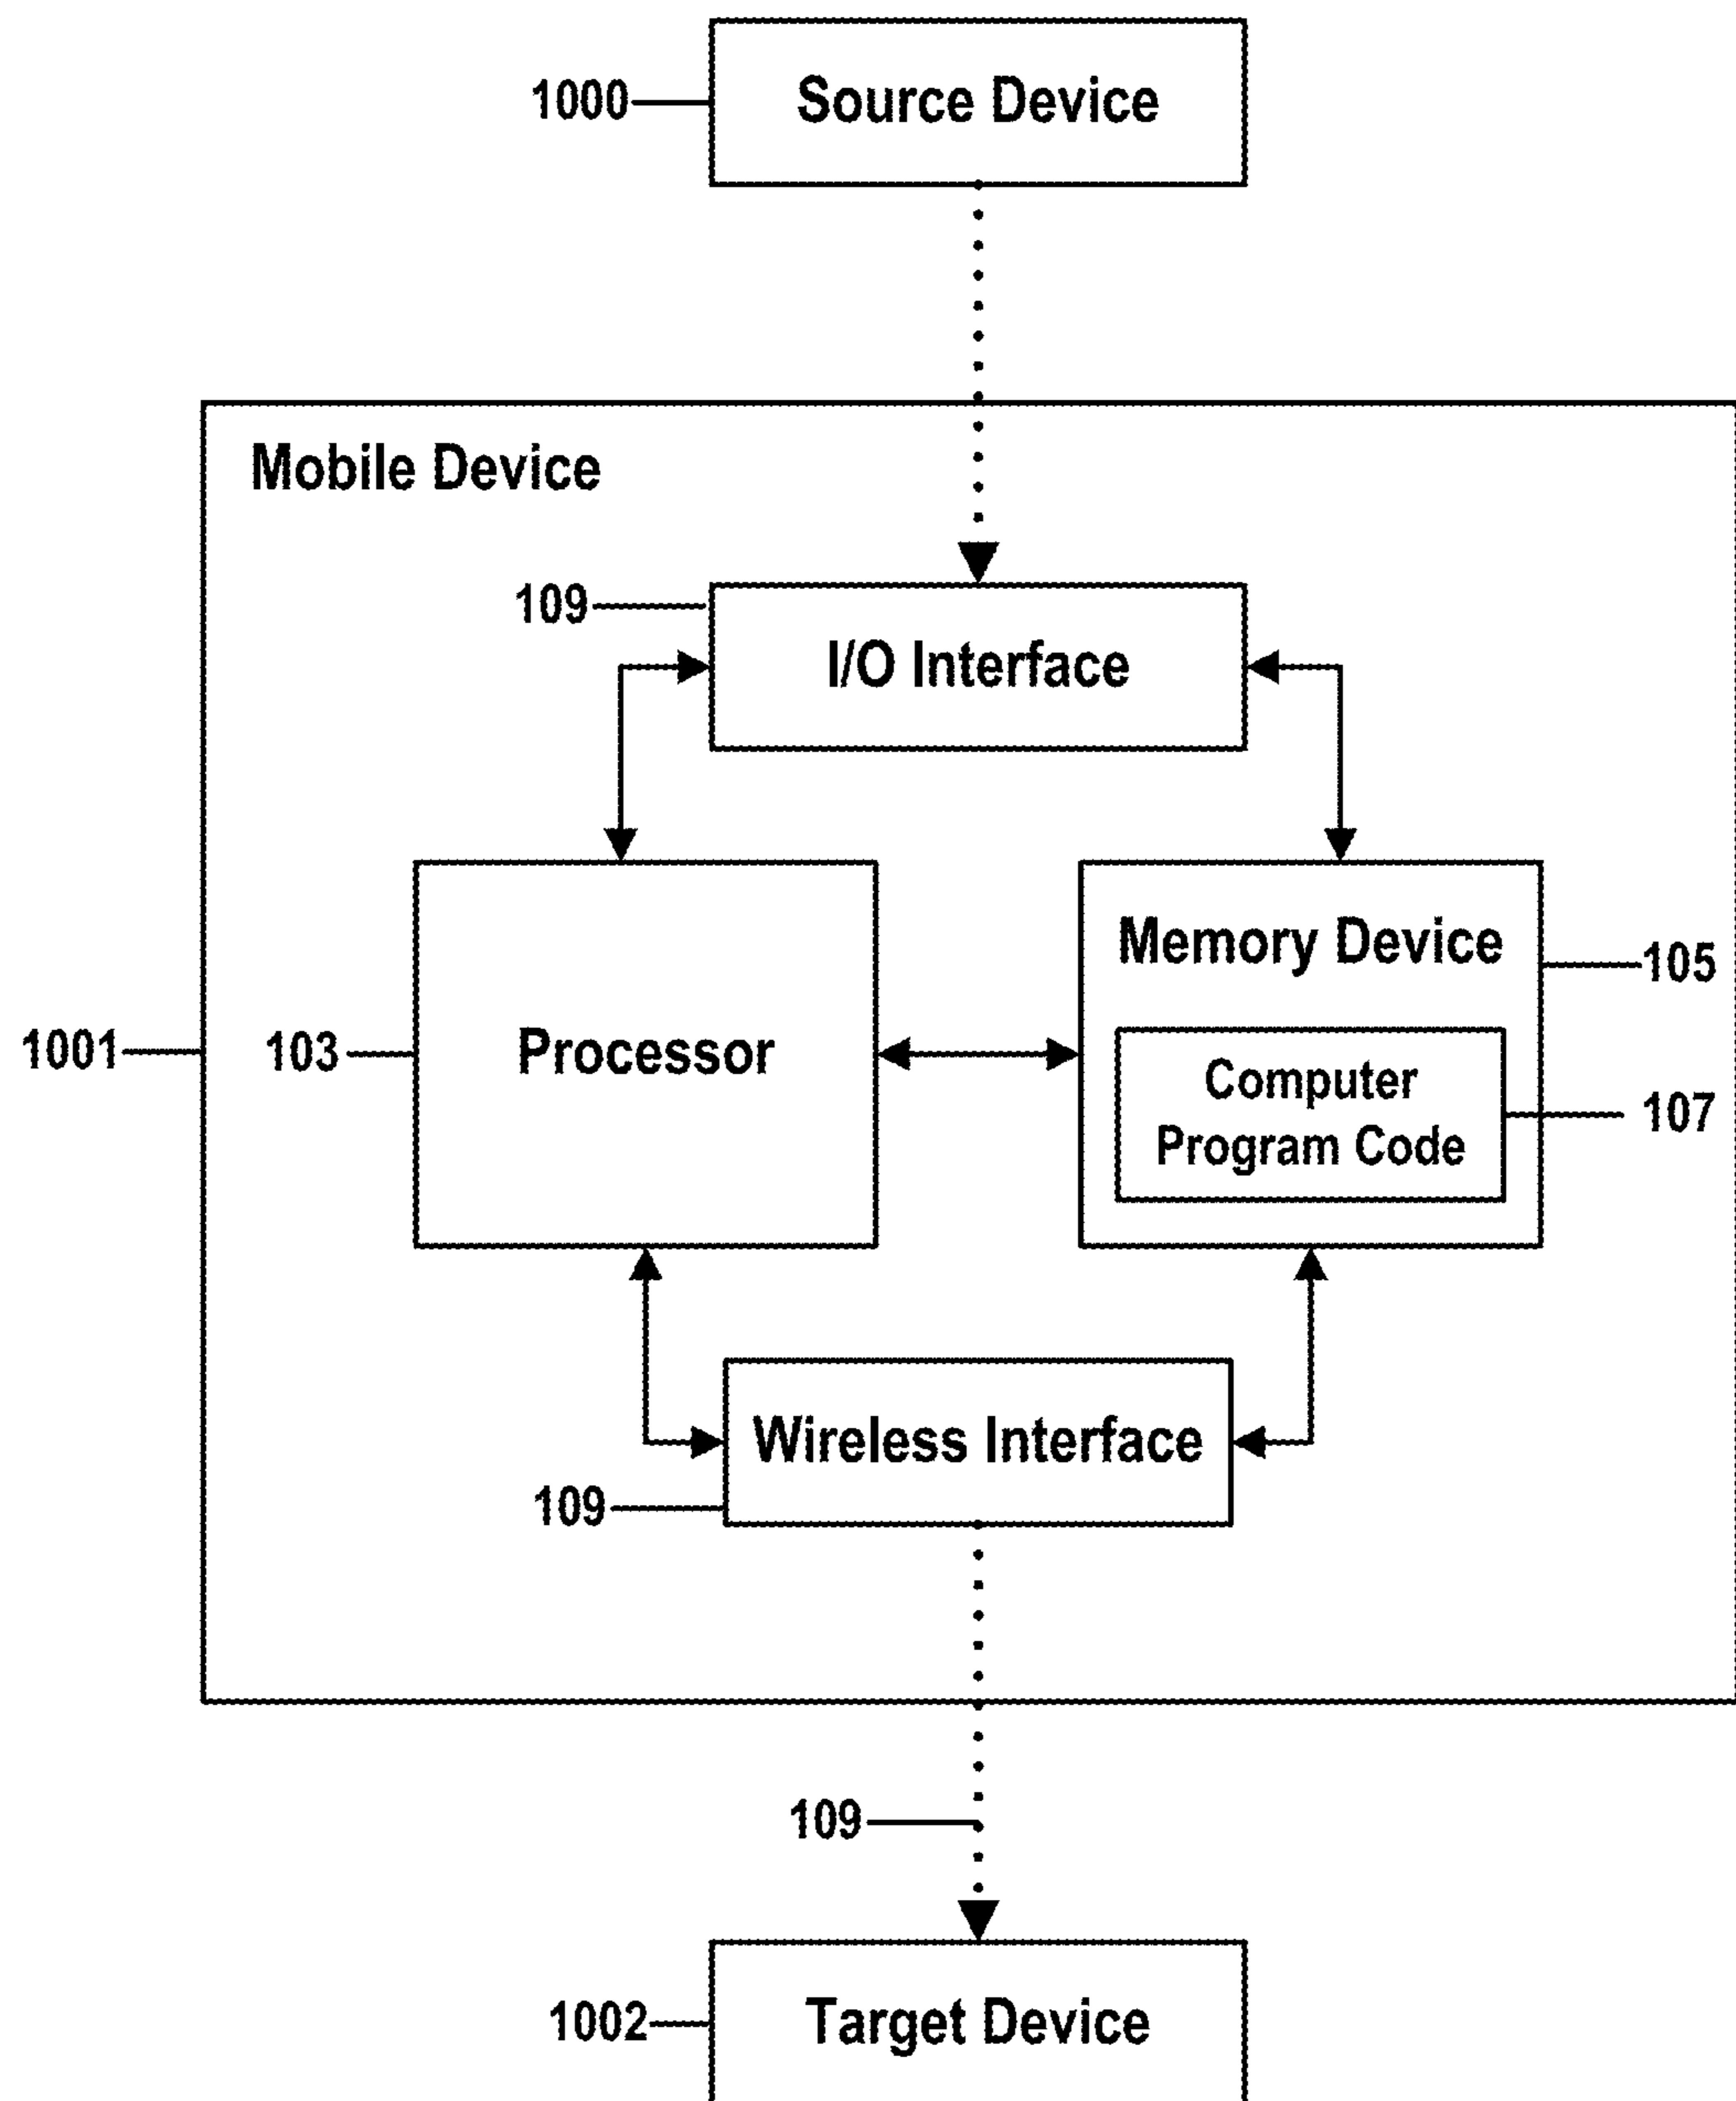 1000
Source Device
Mobile Device
109
I/O Interface
Memory Device
105
1001
103
Processor
Computer
Program Code
107
Wireless Interface
109
109
1002
Target Device